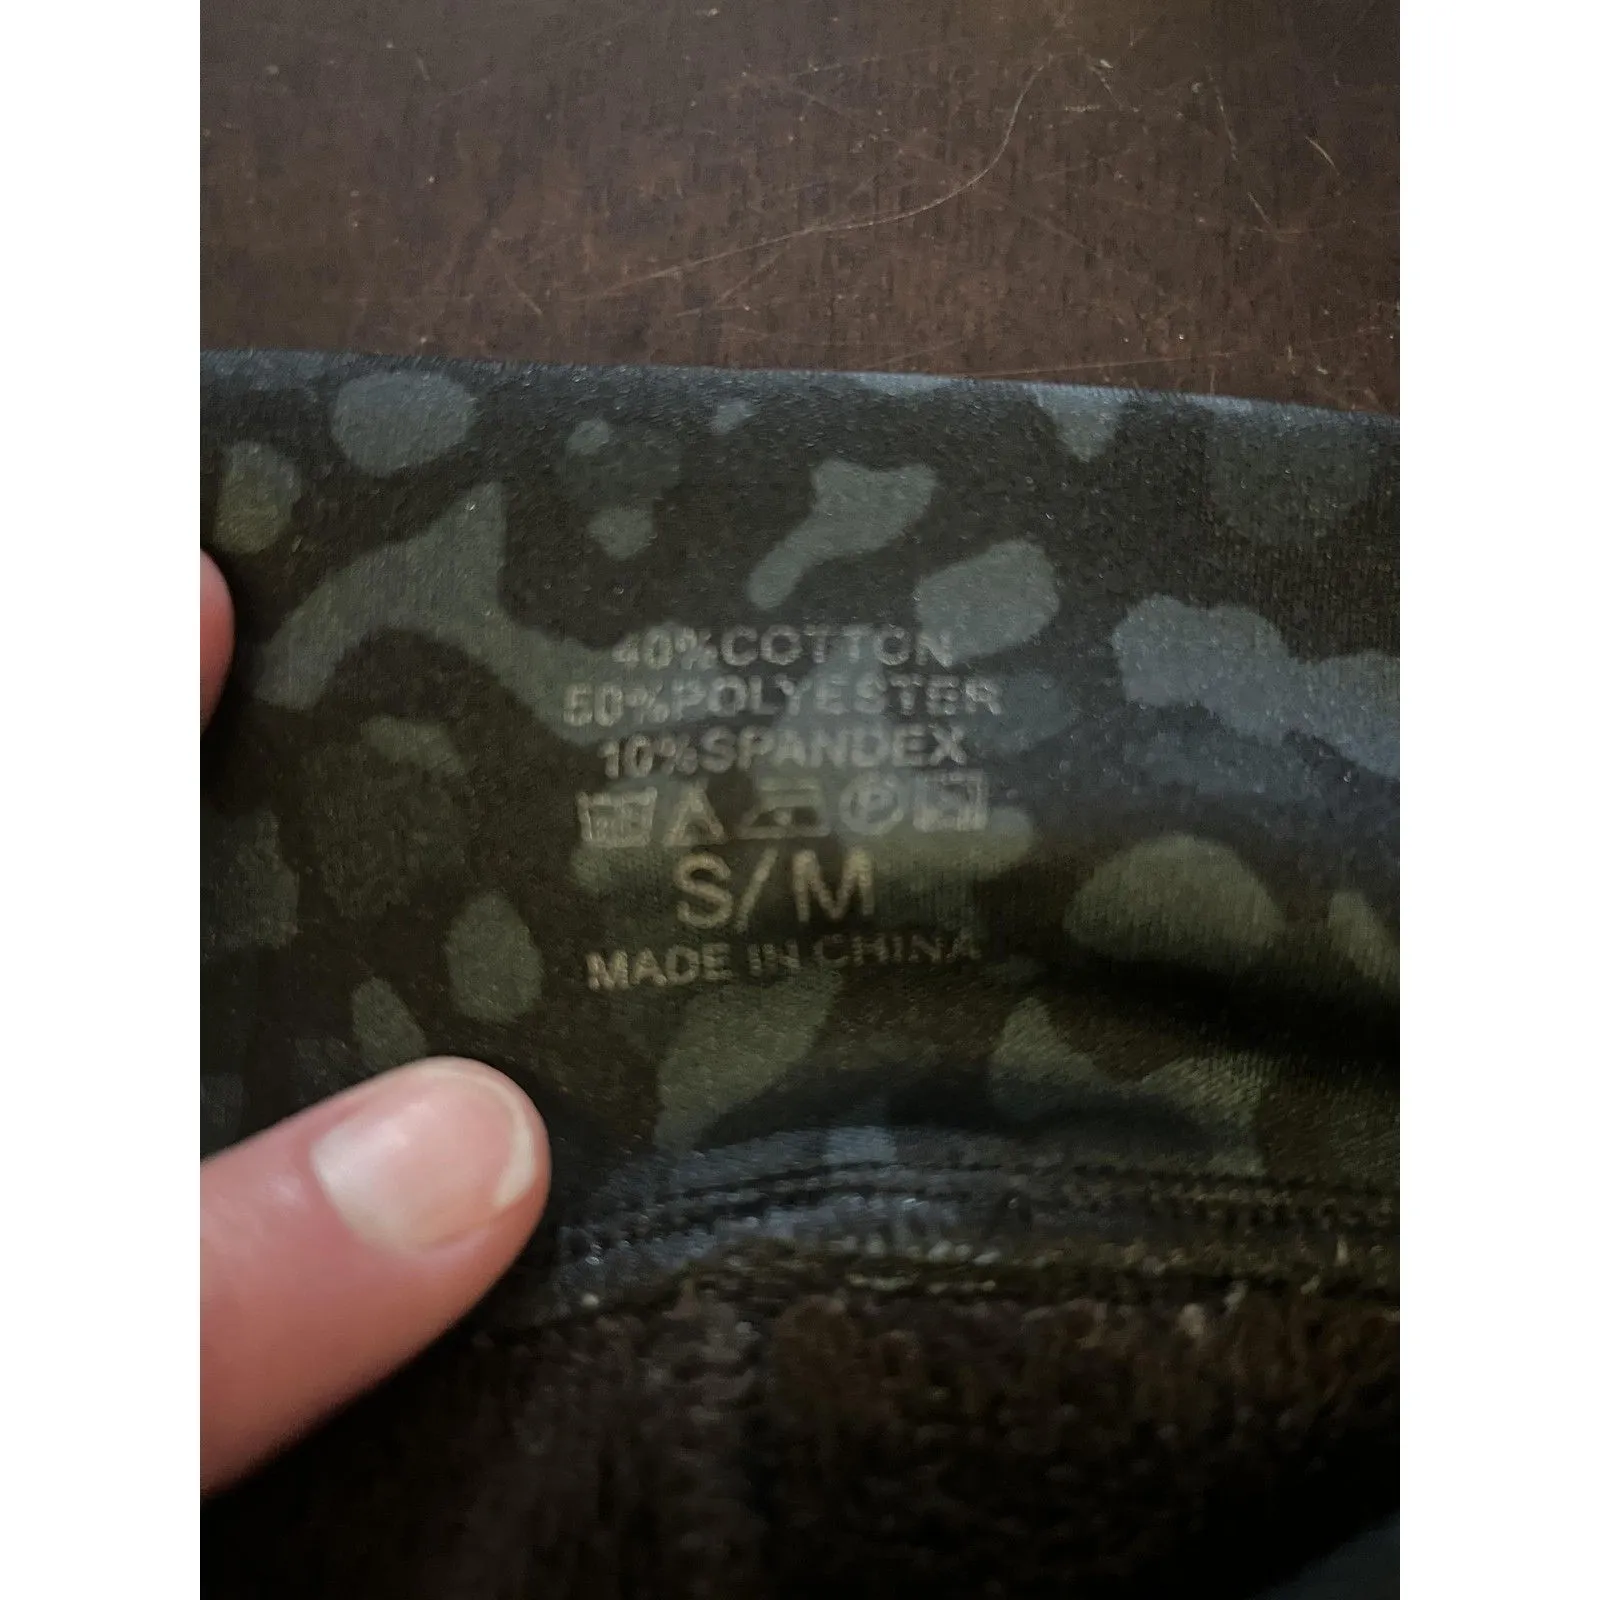 40%COTTON
50%POLYESTER
10%SPANDEX
S/M
MADE IN CHINA